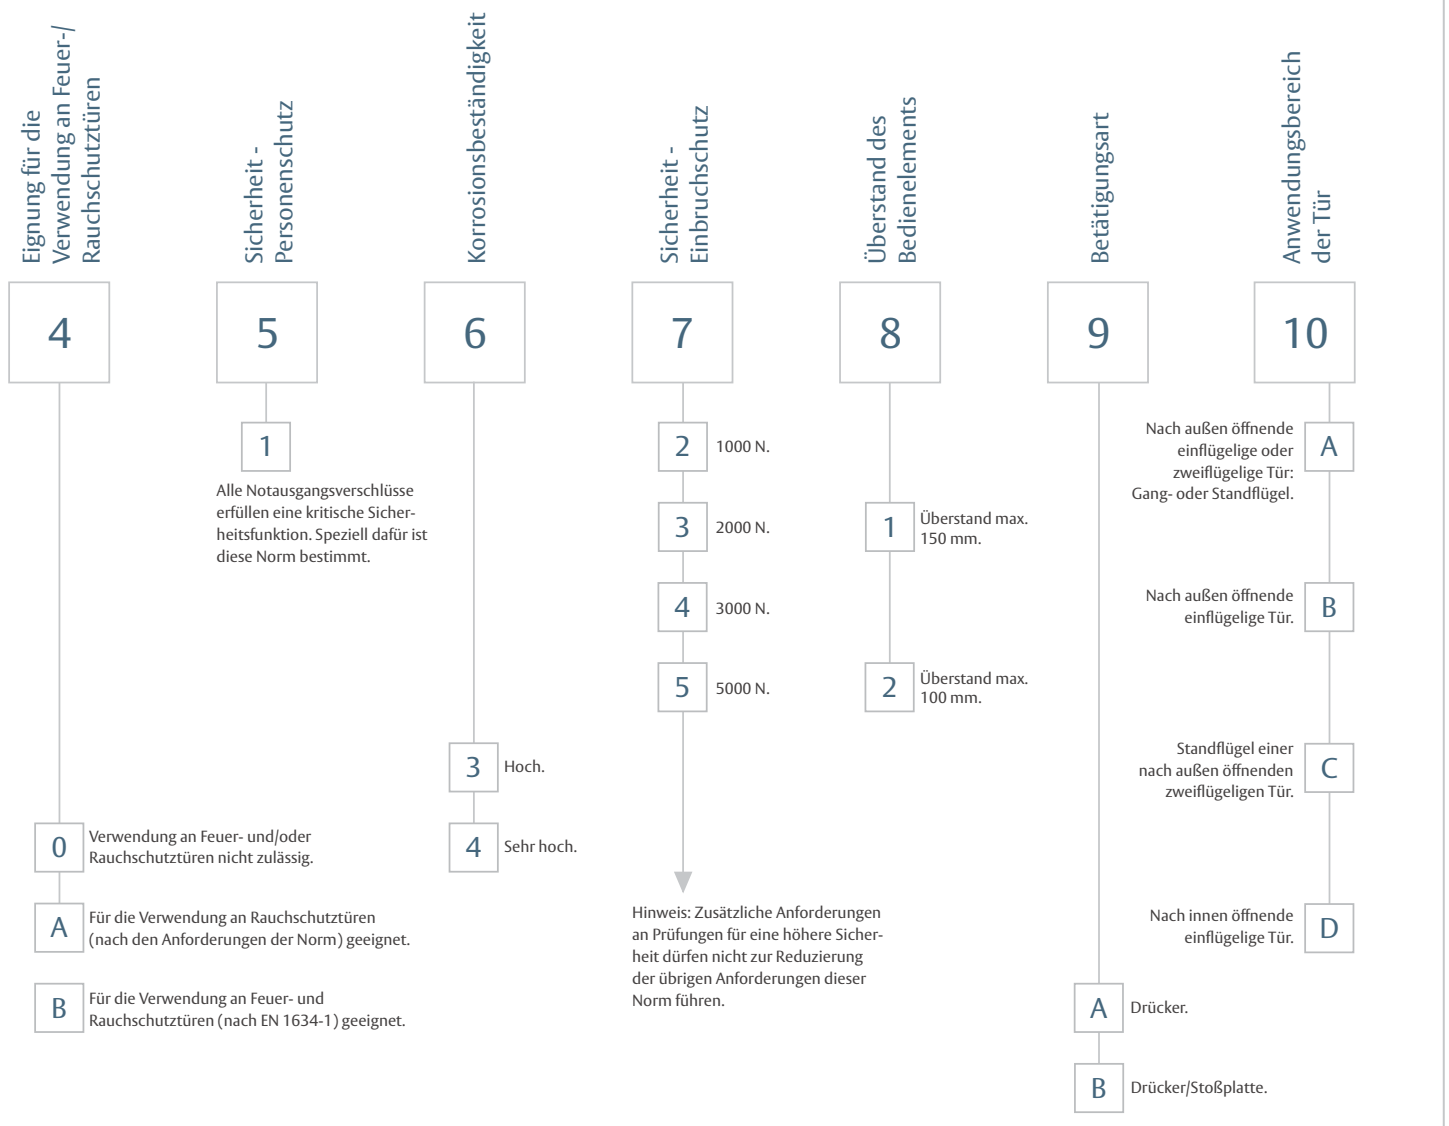 Eignung für die
Verwendung an Feuer-/
Rauchschutztüren
4
0
Verwendung an Feuer- und/oder
Rauchschutztüren nicht zulässig.
A
Für die Verwendung an Rauchschutztüren
(nach den Anforderungen der Norm) geeignet.
B
Für die Verwendung an Feuer- und
Rauchschutztüren (nach EN 1634-1) geeignet.
Sicherheit -
Personenschutz
5
1
Alle Notausgangsverschlüsse
erfüllen eine kritische Sicher-
heitsfunktion. Speziell dafür ist
diese Norm bestimmt.
Korrosionsbeständigkeit
6
3
Hoch.
4
Sehr hoch.
Sicherheit -
Einbruchschutz
7
2
1000 N.
3
2000 N.
4
3000 N.
5
5000 N.
Hinweis: Zusätzliche Anforderungen
an Prüfungen für eine höhere Sicher-
heit dürfen nicht zur Reduzierung
der übrigen Anforderungen dieser
Norm führen.
Überstand des
Bedienelements
8
1
Überstand max.
150 mm.
2
Überstand max.
100 mm.
Betätigungsart
9
A
Drücker.
B
Drücker/Stoßplatte.
Anwendungsbereich
der Tür
10
Nach außen öffnende
einflügelige oder
zweiflügelige Tür:
Gang- oder Standflügel.
A
Nach außen öffnende
einflügelige Tür.
B
Standflügel einer
nach außen öffnenden
zweiflügeligen Tür.
C
Nach innen öffnende
einflügelige Tür.
D